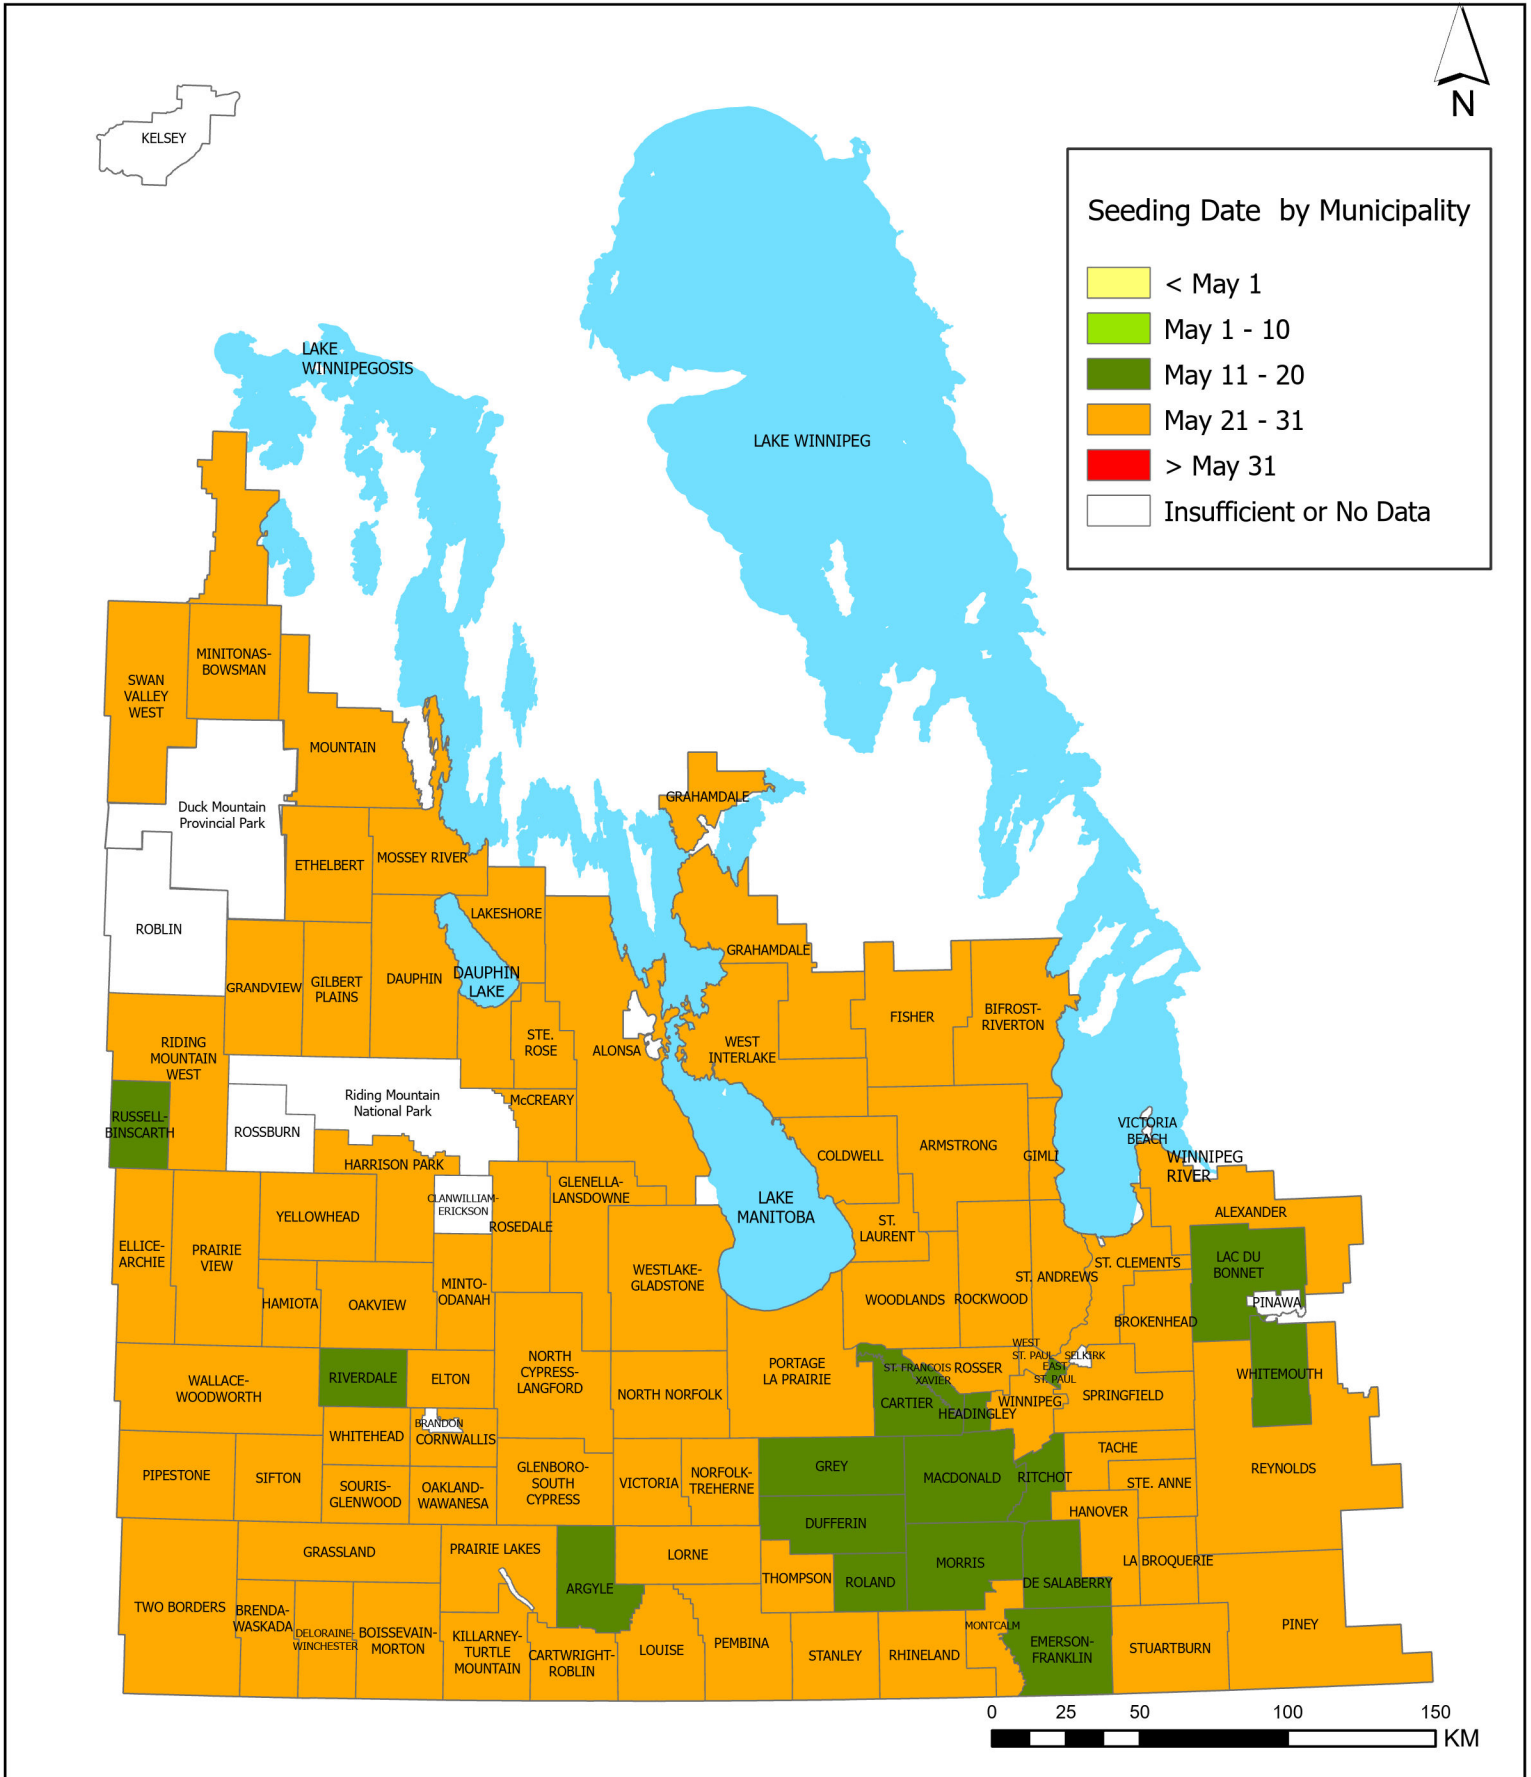 N
KELSEY
Seeding Date  by Municipality
< May 1
May 1 - 10
May 11 - 20
May 21 - 31
> May 31
Insufficient or No Data
LAKE
WINNIPEGOSIS
LAKE WINNIPEG
MINITONAS-
BOWSMAN
SWAN
VALLEY
WEST
MOUNTAIN
Duck Mountain
Provincial Park
GRAHAMDALE
ETHELBERT
MOSSEY RIVER
ROBLIN
LAKESHORE
GRAHAMDALE
GRANDVIEW
GILBERT
PLAINS
DAUPHIN
DAUPHIN
LAKE
FISHER
BIFROST-
RIVERTON
RIDING
MOUNTAIN
WEST
STE.
ROSE
ALONSA
WEST
INTERLAKE
Riding Mountain
National Park
McCREARY
RUSSELL-
BINSCARTH
ROSSBURN
VICTORIA
BEACH
HARRISON PARK
COLDWELL
ARMSTRONG
GIMLI
WINNIPEG
RIVER
CLANWILLIAM-
ERICKSON
GLENELLA-
LANSDOWNE
YELLOWHEAD
ROSEDALE
LAKE
MANITOBA
ST.
LAURENT
ALEXANDER
ELLICE-
ARCHIE
PRAIRIE
VIEW
LAC DU
BONNET
WESTLAKE-
GLADSTONE
ST. ANDREWS
ST. CLEMENTS
HAMIOTA
OAKVIEW
MINTO-
ODANAH
WOODLANDS
ROCKWOOD
PINAWA
BROKENHEAD
WALLACE-
WOODWORTH
RIVERDALE
ELTON
NORTH
CYPRESS-
LANGFORD
NORTH NORFOLK
PORTAGE
LA PRAIRIE
ST. FRANCOIS
XAVIER
ROSSER
WEST
ST. PAUL
SELKIRK
EAST
ST. PAUL
WHITEMOUTH
CARTIER
HEADINGLEY
WINNIPEG
SPRINGFIELD
BRANDON
WHITEHEAD
CORNWALLIS
PIPESTONE
SIFTON
SOURIS-
GLENWOOD
OAKLAND-
WAWANESA
GLENBORO-
SOUTH
CYPRESS
VICTORIA
NORFOLK-
TREHERNE
GREY
MACDONALD
RITCHOT
TACHE
STE. ANNE
REYNOLDS
DUFFERIN
HANOVER
GRASSLAND
PRAIRIE LAKES
ARGYLE
LORNE
THOMPSON
ROLAND
MORRIS
DE SALABERRY
LA BROQUERIE
TWO BORDERS
BRENDA-
WASKADA
DELORAINE-
WINCHESTER
BOISSEVAIN-
MORTON
KILLARNEY-
TURTLE
MOUNTAIN
CARTWRIGHT-
ROBLIN
LOUISE
PEMBINA
STANLEY
RHINELAND
MONTCALM
EMERSON-
FRANKLIN
STUARTBURN
PINEY
0 25 50 100 150
KM